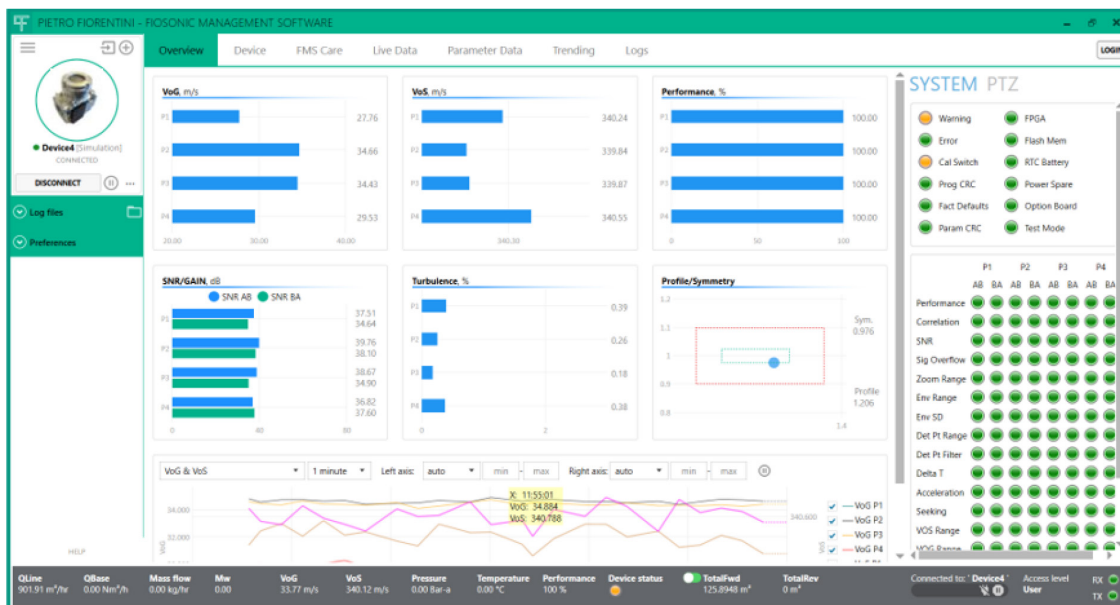 PIETRO FIORENTINI - FIOSONIC MANAGEMENT SOFTWARE
Overview Device FMS Care Live Data Parameter Data Trending Logs LOGIN
Device4 [Simulation]
CONNECTED
DISCONNECT ...
Log files
Preferences
HELP
VoG, m/s
P1 27.76
P2 34.66
P3 34.43
P4 29.53
20.00 30.00 40.00
VoS, m/s
P1 340.24
P2 339.84
P3 339.87
P4 340.55
340.30
Performance, %
P1 100.00
P2 100.00
P3 100.00
P4 100.00
0 50 100
SNR/GAIN, dB
SNR AB SNR BA
P1 37.51
34.64
P2 39.76
38.10
P3 38.67
34.90
P4 36.82
37.60
0 40 80
Turbulence, %
P1 0.39
P2 0.26
P3 0.18
P4 0.38
0 2
Profile/Symmetry
1.2
1.1
1
0.9
0.8
Sym.
0.976
Profile
1.206
1.4
VoG & VoS 1 minute Left axis: auto min - max Right axis: auto min - max
X: 11:55:01
VoG: 34.884
VoS: 340.788
34.000
32.000
VoG
340.600
VoS
VoG P1
VoG P2
VoG P3
VoG P4
SYSTEM PTZ
Warning FPGA
Error Flash Mem
Cal Switch RTC Battery
Prog CRC Power Spare
Fact Defaults Option Board
Param CRC Test Mode
P1 P2 P3 P4
AB BA AB BA AB BA AB BA
Performance
Correlation
SNR
Sig Overflow
Zoom Range
Env Range
Env SD
Det Pt Range
Det Pt Filter
Delta T
Acceleration
Seeking
VOS Range
VOG Range
QLine QBase Mass flow Mw VoG VoS Pressure Temperature Performance Device status TotalFwd TotalRev Connected to: ' Device4 ' Access level RX
901.91 m³/hr 0.00 Nm³/h 0.00 kg/hr 0.00 33.77 m/s 340.12 m/s 0.00 Bar-a 0.00 °C 100 % 125.8948 m³ 0 m³ User TX